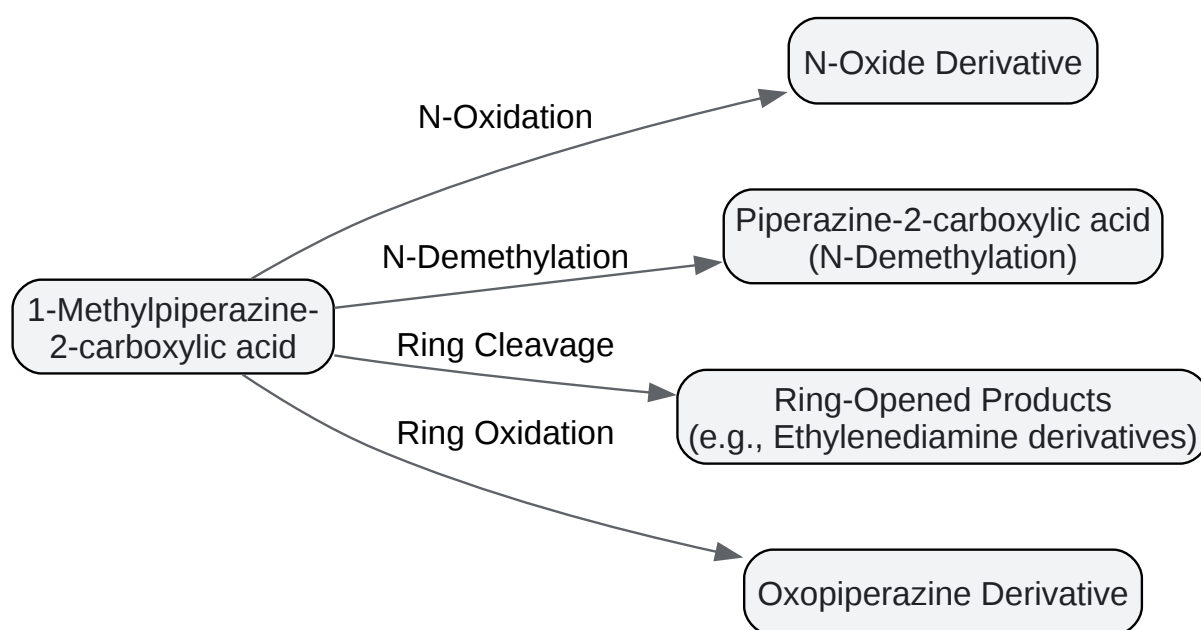 N-Oxide Derivative
N-Oxidation
Piperazine-2-carboxylic acid
(N-Demethylation)
N-Demethylation
1-Methylpiperazine-
2-carboxylic acid
Ring Cleavage
Ring-Opened Products
(e.g., Ethylenediamine derivatives)
Ring Oxidation
Oxopiperazine Derivative